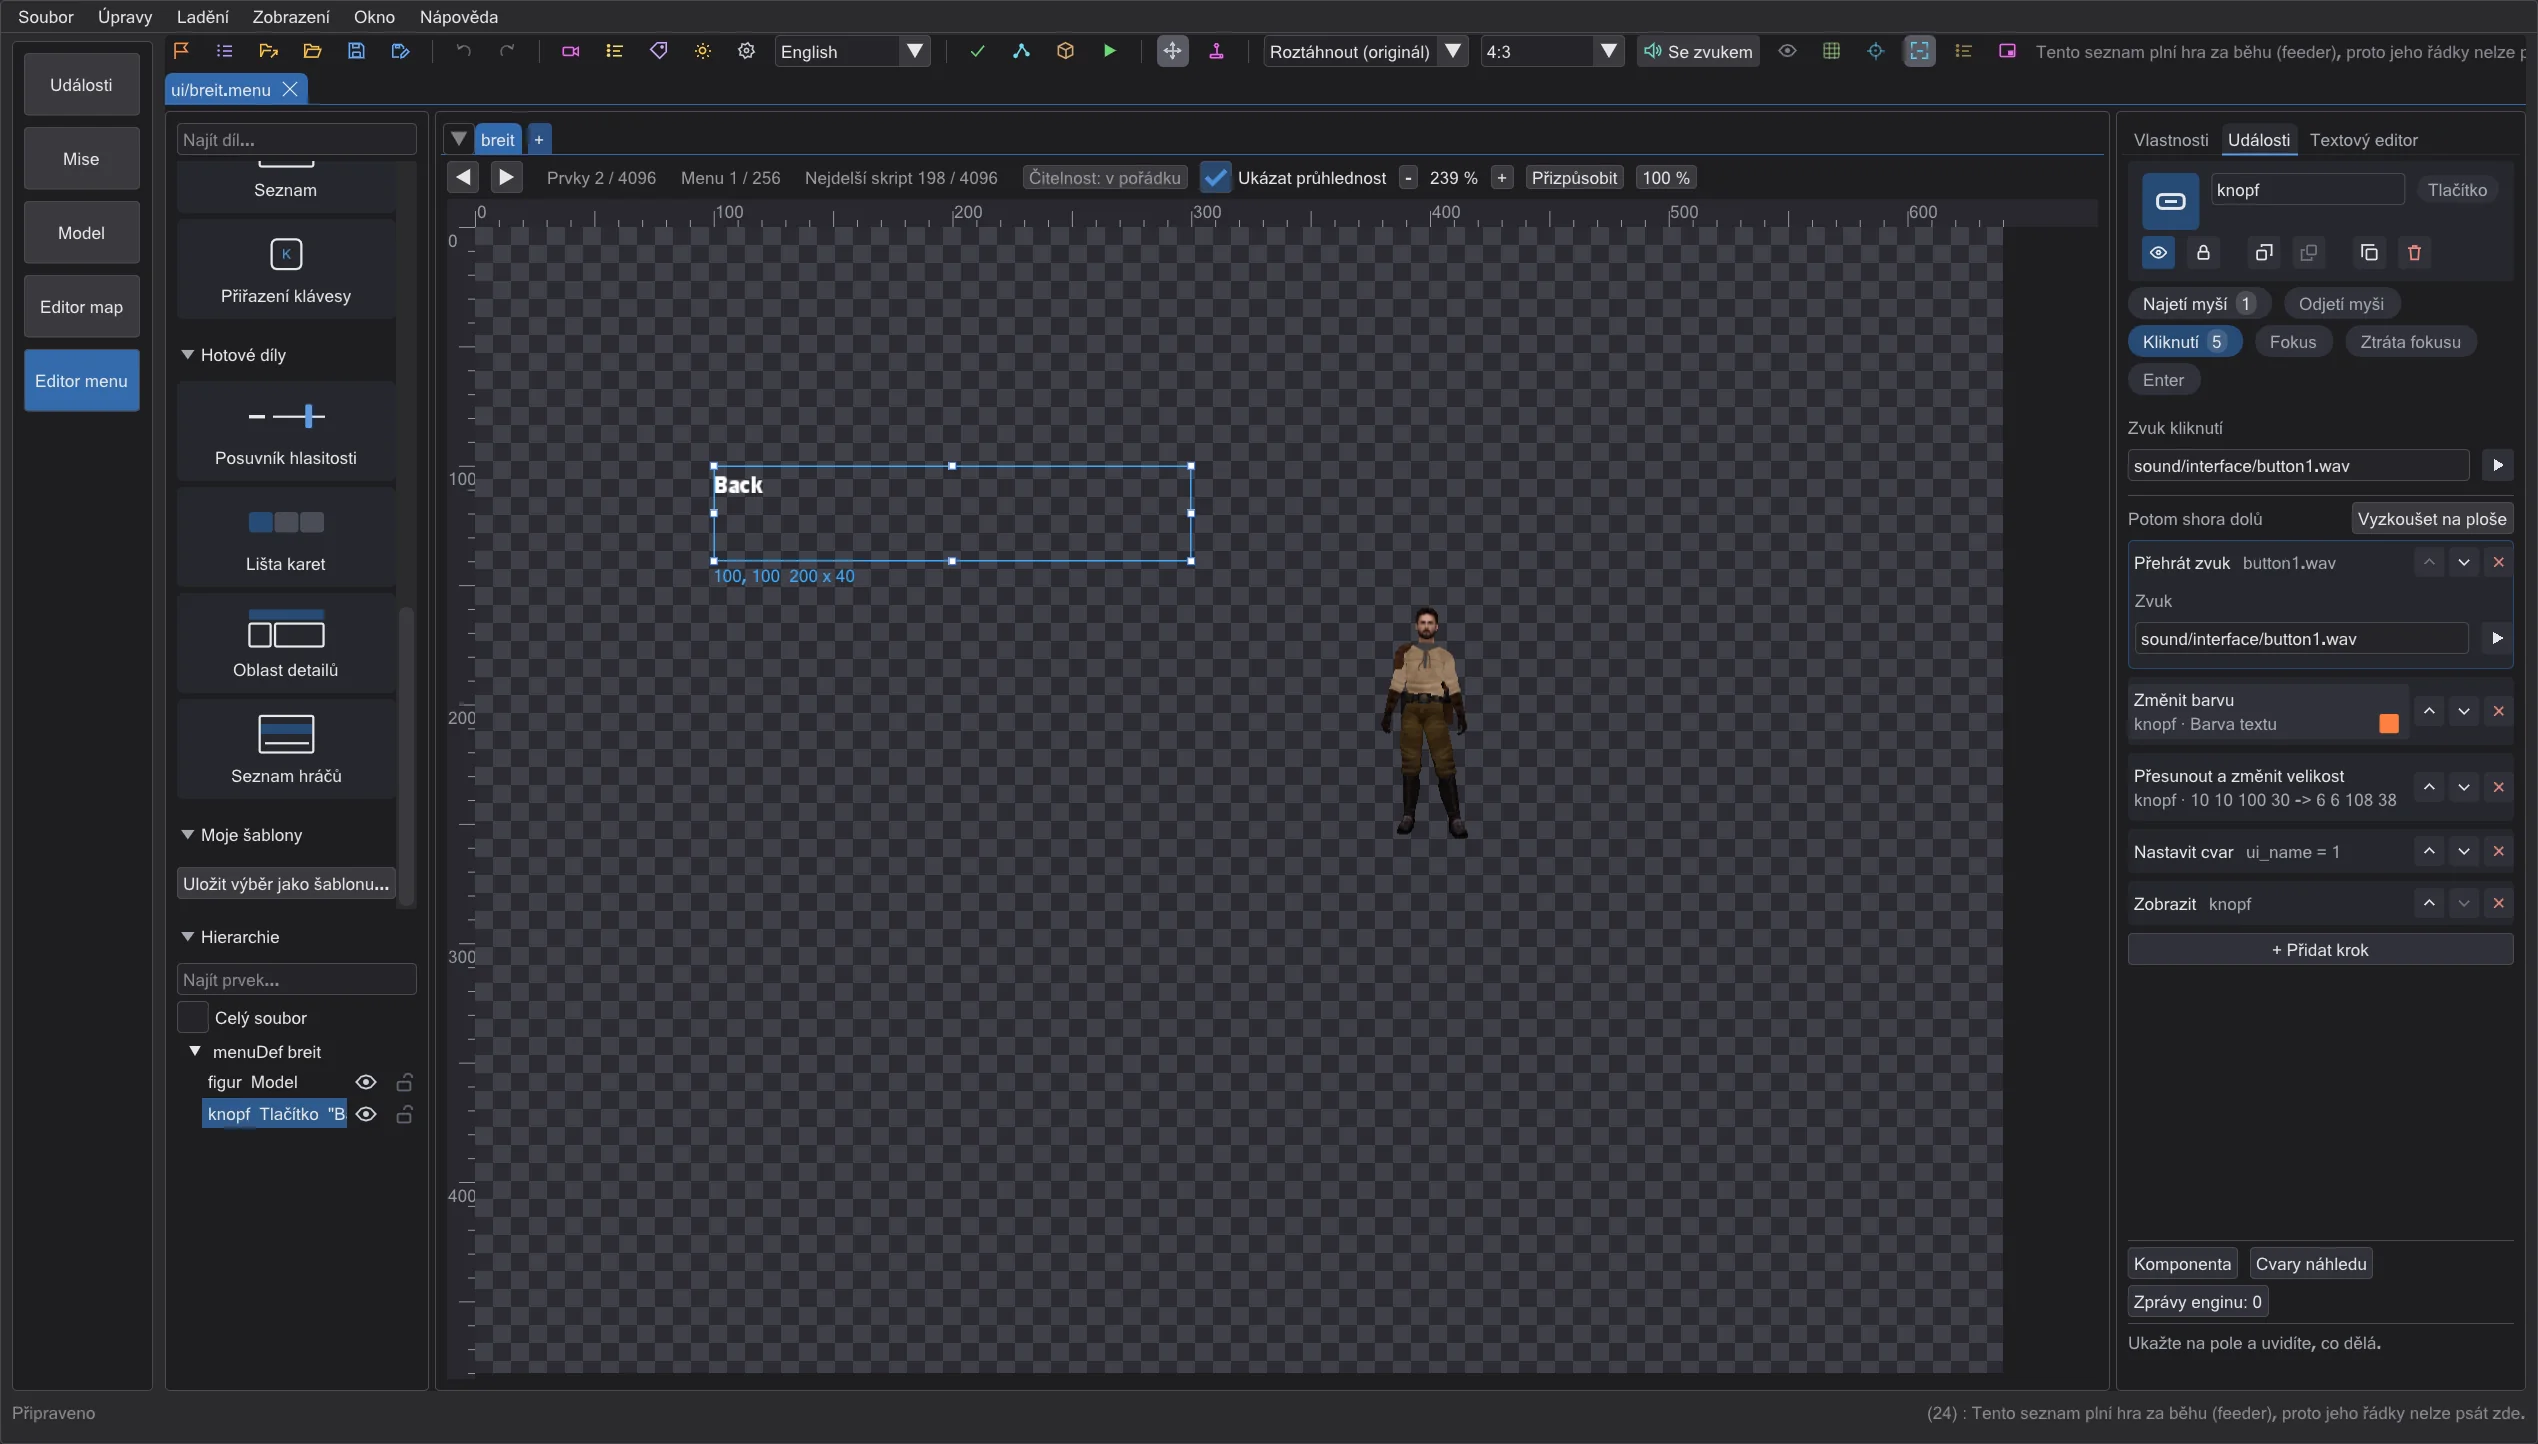 Soubor Úpravy Ladění Zobrazení Okno Nápověda
English Roztáhnout (originál) 4:3 Se zvukem Tento seznam plní hra za běhu (feeder), proto jeho řádky nelze p
ui/breit.menu
Události
Mise
Model
Editor map
Editor menu
Najít díl...
Seznam
K
Přiřazení klávesy
Hotové díly
Posuvník hlasitosti
Lišta karet
Oblast detailů
Seznam hráčů
Moje šablony
Uložit výběr jako šablonu...
Hierarchie
Najít prvek...
Celý soubor
menuDef breit
figur Model
knopf Tlačítko "B
breit +
Prvky 2 / 4096 Menu 1 / 256 Nejdelší skript 198 / 4096 Čitelnost: v pořádku Ukázat průhlednost - 239 % + Přizpůsobit 100 %
0 100 200 300 400 500 600
0
100
200
300
400
Back
100, 100 200 x 40
Vlastnosti Události Textový editor
knopf Tlačítko
Najetí myší 1 Odjetí myši
Kliknutí 5 Fokus Ztráta fokusu
Enter
Zvuk kliknutí
sound/interface/button1.wav
Potom shora dolů Vyzkoušet na ploše
Přehrát zvuk button1.wav
Zvuk
sound/interface/button1.wav
Změnit barvu
knopf · Barva textu
Přesunout a změnit velikost
knopf · 10 10 100 30 -> 6 6 108 38
Nastavit cvar ui_name = 1
Zobrazit knopf
+ Přidat krok
Komponenta Cvary náhledu
Zprávy enginu: 0
Ukažte na pole a uvidíte, co dělá.
Připraveno (24) : Tento seznam plní hra za běhu (feeder), proto jeho řádky nelze psát zde.